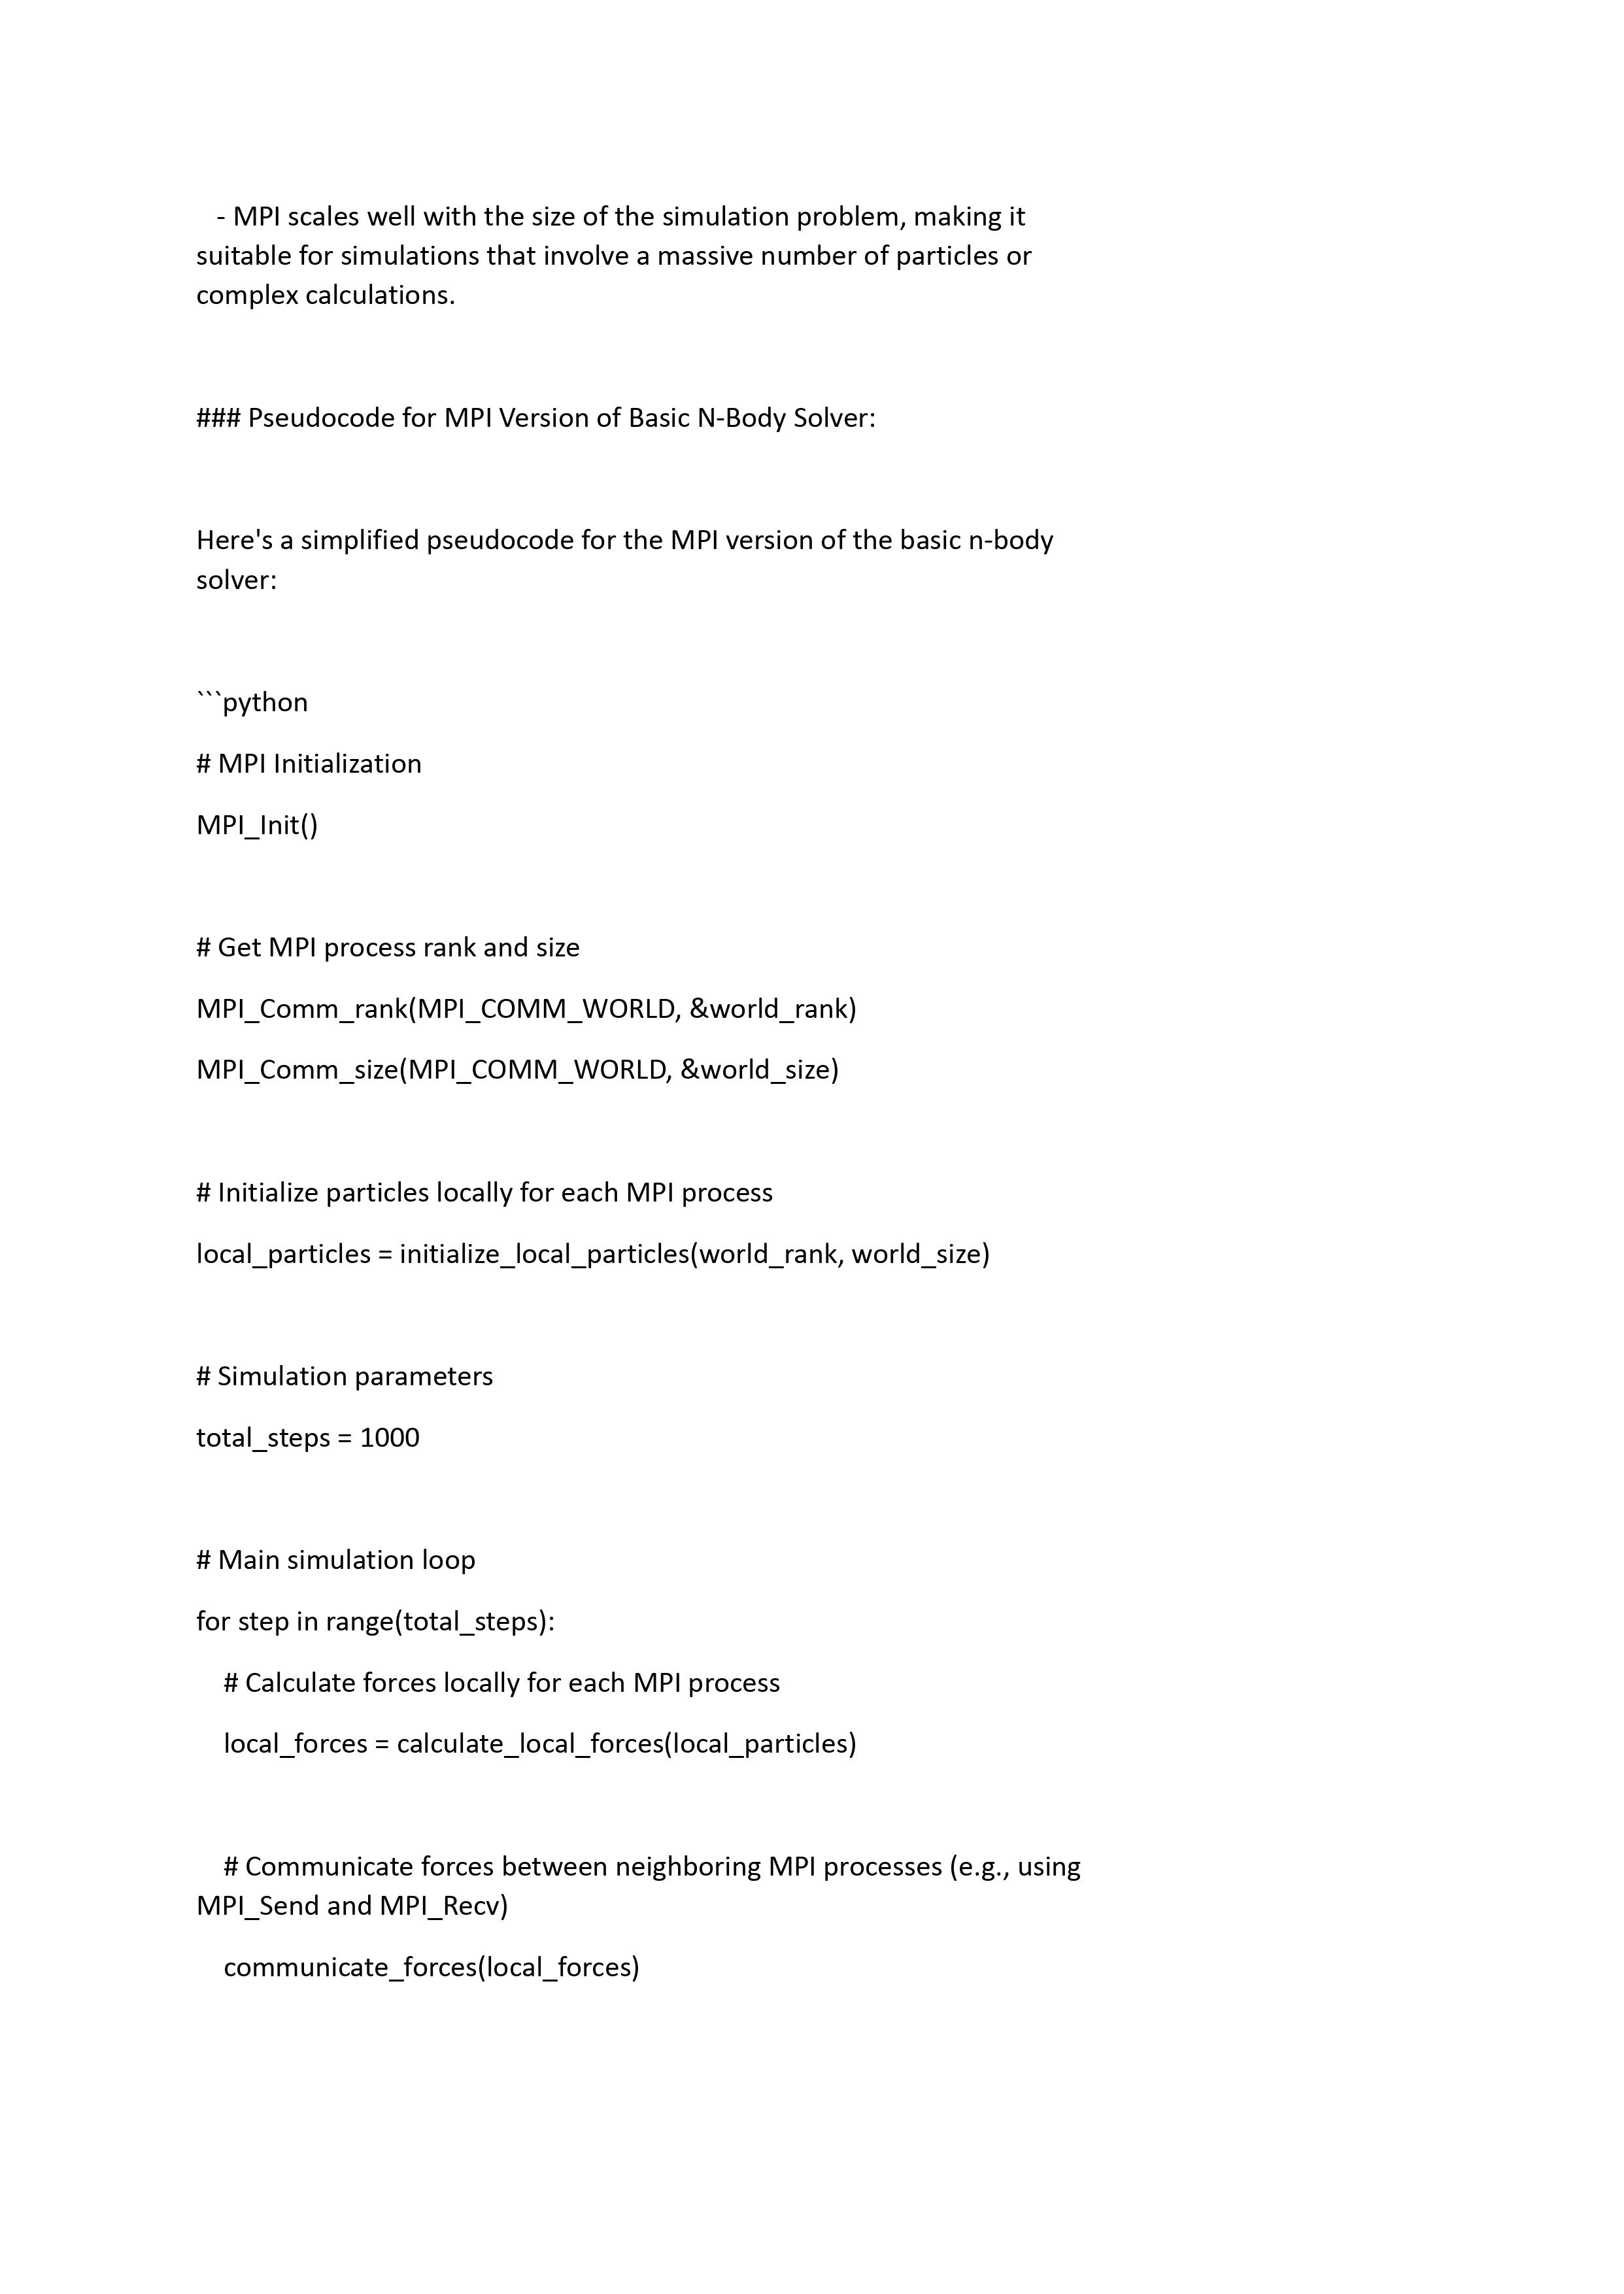 - MPI scales well with the size of the simulation problem, making it
suitable for simulations that involve a massive number of particles or
complex calculations.
### Pseudocode for MPI Version of Basic N-Body Solver:
Here's a simplified pseudocode for the MPI version of the basic n-body
solver:
```python
# MPI Initialization
MPI_Init()
# Get MPI process rank and size
MPI_Comm_rank(MPI_COMM_WORLD, &world_rank)
MPI_Comm_size(MPI_COMM_WORLD, &world_size)
# Initialize particles locally for each MPI process
local_particles = initialize_local_particles(world_rank, world_size)
# Simulation parameters
total_steps = 1000
# Main simulation loop
for step in range(total_steps):
# Calculate forces locally for each MPI process
local_forces = calculate_local_forces(local_particles)
# Communicate forces between neighboring MPI processes (e.g., using
MPI_Send and MPI_Recv)
communicate_forces(local_forces)